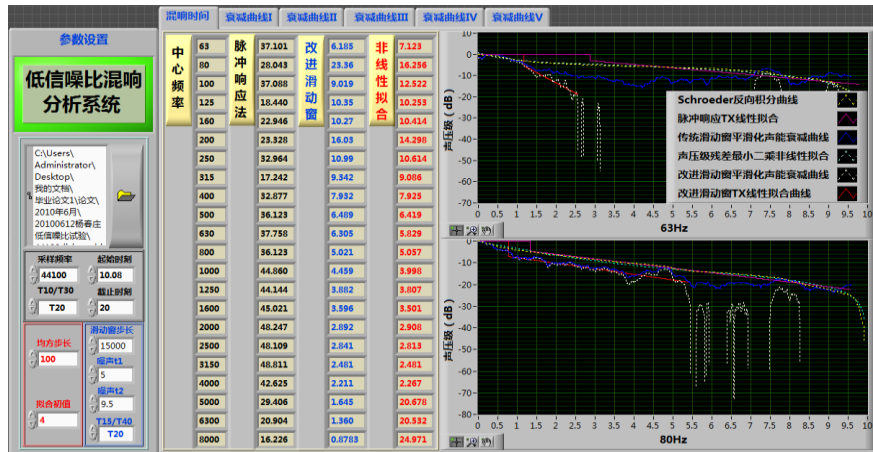 混响时间 衰减曲线I 衰减曲线II 衰减曲线III 衰减曲线IV 衰减曲线V
参数设置
低信噪比混响
分析系统
C:\Users\
Administrator\
Desktop\
我的文档\
毕业论文1\论文\
2010年6月\
20100612杨春庄
低信噪比试验\
采样频率 起始时刻
44100 10.08
T10/T30 截止时刻
T20 20
均方步长
100
拟合初值
4
滑动窗步长
15000
噪声t1
5
噪声t2
9.5
T15/T40
T20
中心频率 脉冲响应法 改进滑动窗 非线性拟合
63 37.101 6.185 7.123
80 28.043 23.36 16.256
100 37.088 9.019 12.522
125 18.440 10.35 10.253
160 22.946 10.27 10.414
200 23.328 16.03 14.298
250 32.964 10.99 10.614
315 17.242 9.342 9.086
400 32.877 7.932 7.925
500 36.123 6.489 6.419
630 37.758 6.305 5.829
800 36.123 5.021 5.057
1000 44.860 4.459 3.998
1250 44.144 3.882 3.807
1600 45.021 3.596 3.501
2000 48.247 2.892 2.908
2500 48.109 2.841 2.813
3150 48.811 2.481 2.481
4000 42.625 2.211 2.267
5000 29.406 1.645 20.678
6300 20.904 1.360 20.532
8000 16.226 0.8783 24.971
声压级（dB）
10
0
-10
-20
-30
-40
-50
-60
-70
Schroeder反向积分曲线
脉冲响应TX线性拟合
传统滑动窗平滑化声能衰减曲线
声压级残差最小二乘非线性拟合
改进滑动窗平滑化声能衰减曲线
改进滑动窗TX线性拟合曲线
0 0.5 1 1.5 2 2.5 3 3.5 4 4.5 5 5.5 6 6.5 7 7.5 8 8.5 9 9.5 10
63Hz
声压级（dB）
0
-10
-20
-30
-40
-50
-60
-70
-80
0 0.5 1 1.5 2 2.5 3 3.5 4 4.5 5 5.5 6 6.5 7 7.5 8 8.5 9 9.5 10
80Hz